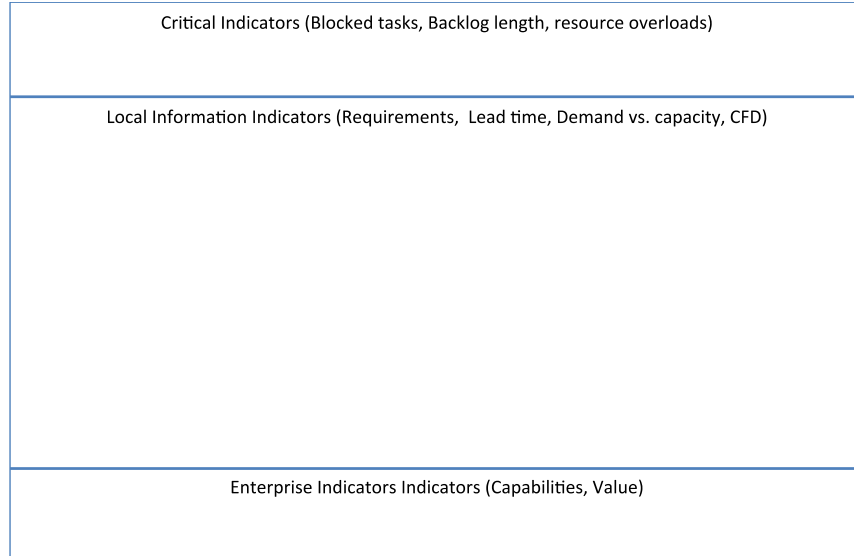 Critical Indicators (Blocked tasks, Backlog length, resource overloads)
Local Information Indicators (Requirements,  Lead time, Demand vs. capacity, CFD)
Enterprise Indicators Indicators (Capabilities, Value)